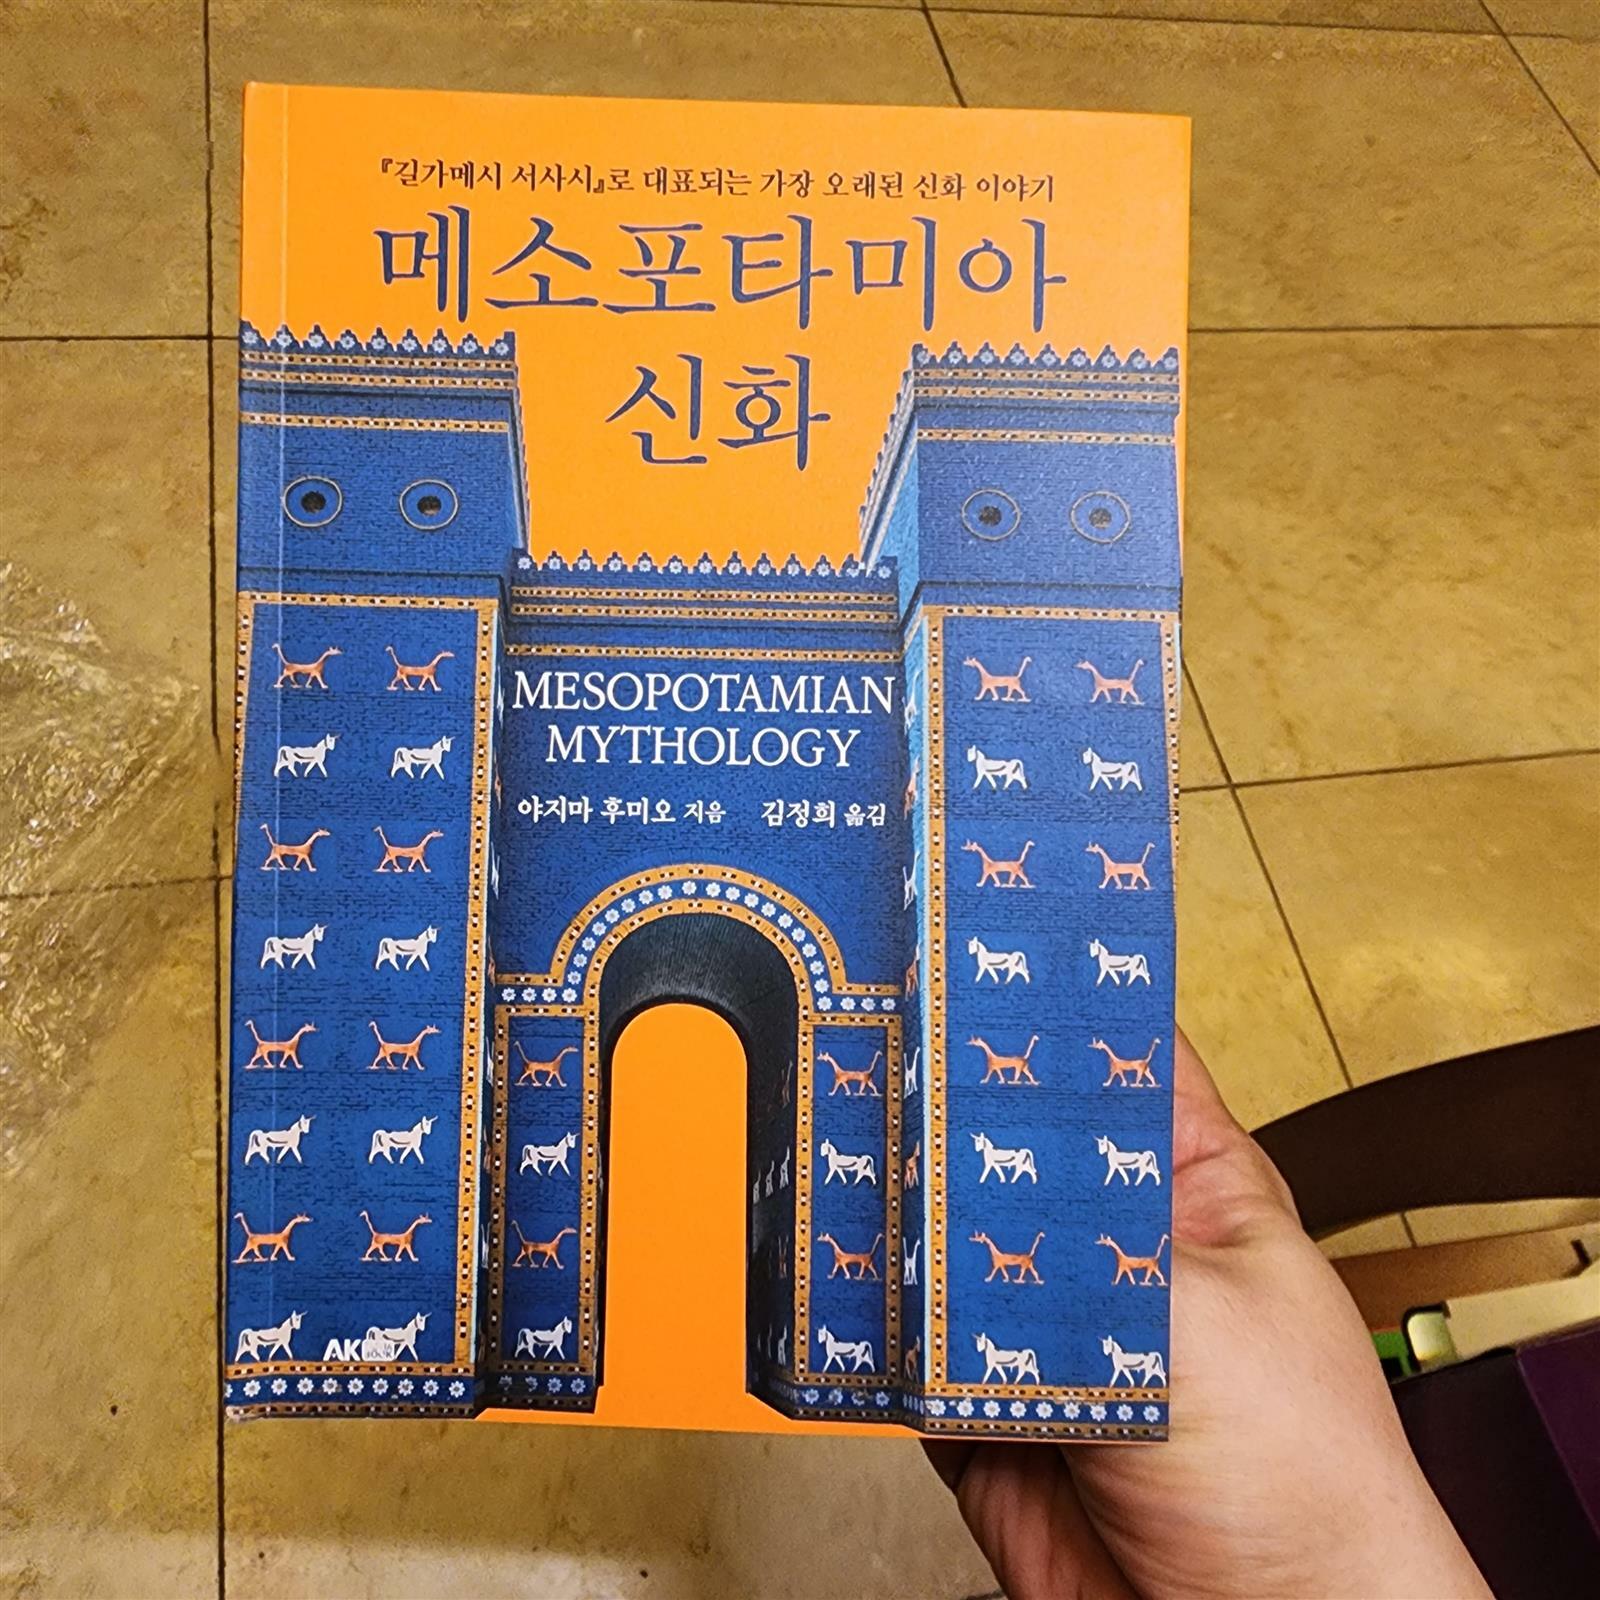 『길가메시 서사시』로 대표되는 가장 오래된 신화 이야기
메소포타미아
신화
MESOPOTAMIAN
MYTHOLOGY
야지마 후미오 지음 김정희 옮김
AK